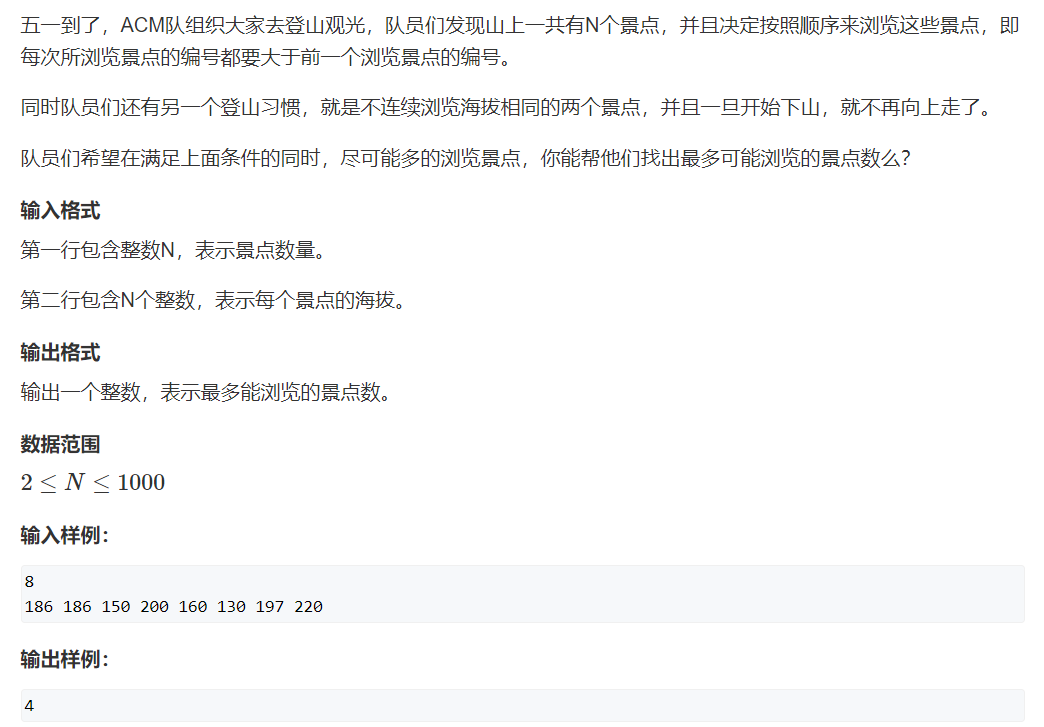 五一到了，ACM队组织大家去登山观光，队员们发现山上一共有N个景点，并且决定按照顺序来浏览这些景点，即
每次所浏览景点的编号都要大于前一个浏览景点的编号。
同时队员们还有另一个登山习惯，就是不连续浏览海拔相同的两个景点，并且一旦开始下山，就不再向上走了。
队员们希望在满足上面条件的同时，尽可能多的浏览景点，你能帮他们找出最多可能浏览的景点数么？
输入格式
第一行包含整数N，表示景点数量。
第二行包含N个整数，表示每个景点的海拔。
输出格式
输出一个整数，表示最多能浏览的景点数。
数据范围
2 ≤ N ≤ 1000
输入样例：
8
186 186 150 200 160 130 197 220
输出样例：
4